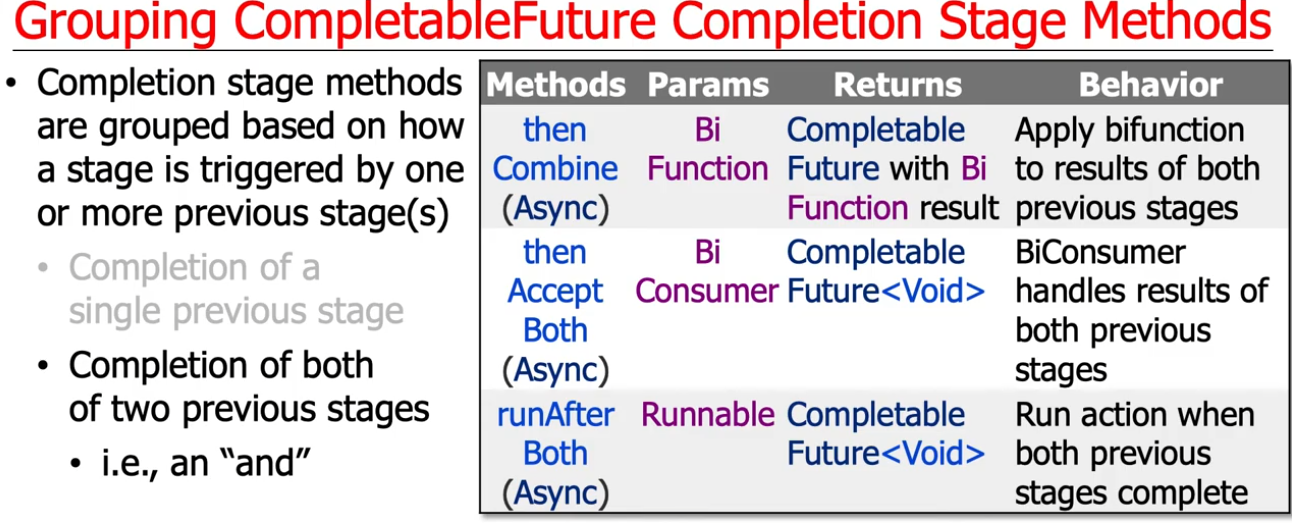 Grouping CompletableFuture Completion Stage Methods
• Completion stage methods
are grouped based on how
a stage is triggered by one
or more previous stage(s)
• Completion of a
single previous stage
• Completion of both
of two previous stages
• i.e., an “and”
Methods Params Returns Behavior
then Bi Completable Apply bifunction
Combine Function Future with Bi to results of both
(Async) Function result previous stages
then Bi Completable BiConsumer
Accept Consumer Future<Void> handles results of
Both both previous
(Async) stages
runAfter Runnable Completable Run action when
Both Future<Void> both previous
(Async) stages complete